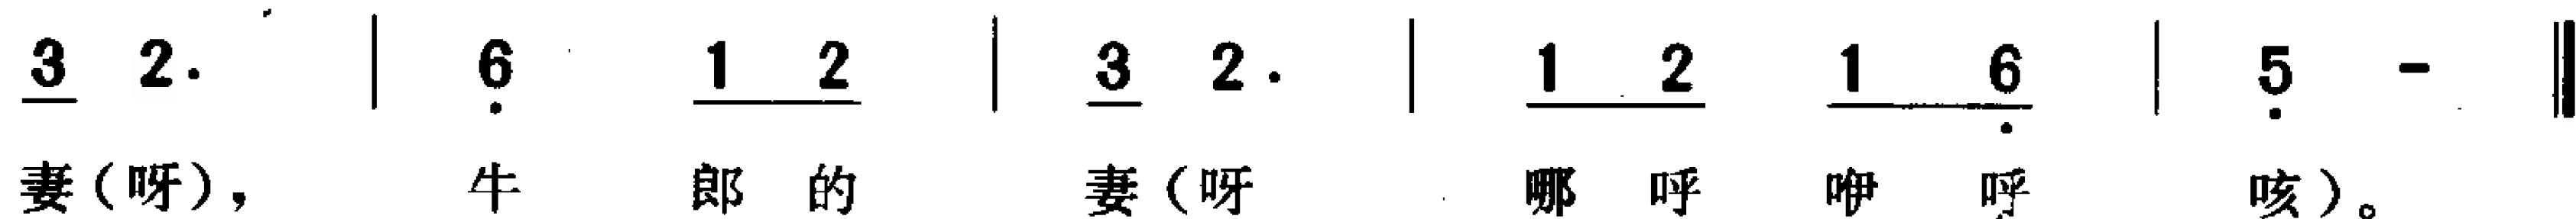 3 2. | 6 1 2 | 3 2. | 1 2 1 6 | 5 - ‖
妻（呀），牛郎的妻（呀哪呼咿呼咳）。